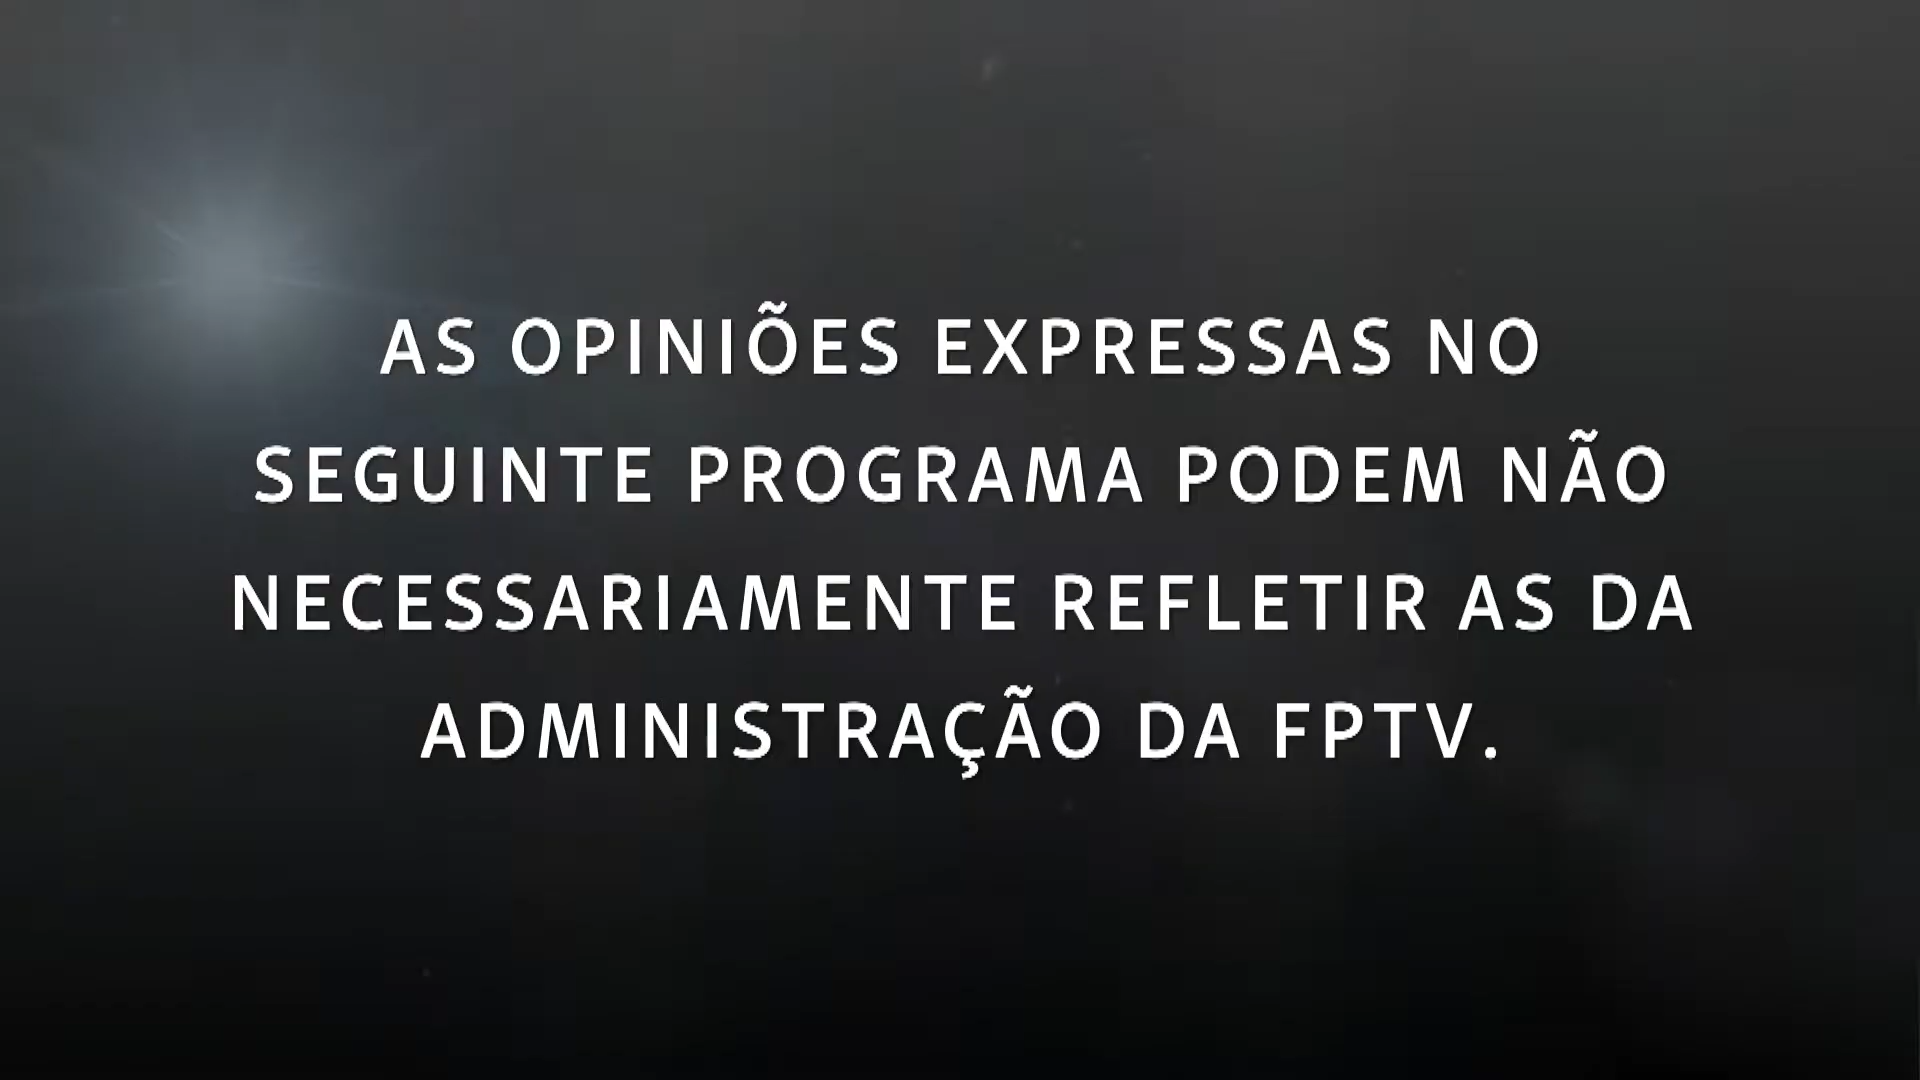 AS OPINIÕES EXPRESSAS NO
SEGUINTE PROGRAMA PODEM NÃO
NECESSARIAMENTE REFLETIR AS DA
ADMINISTRAÇÃO DA FPTV.